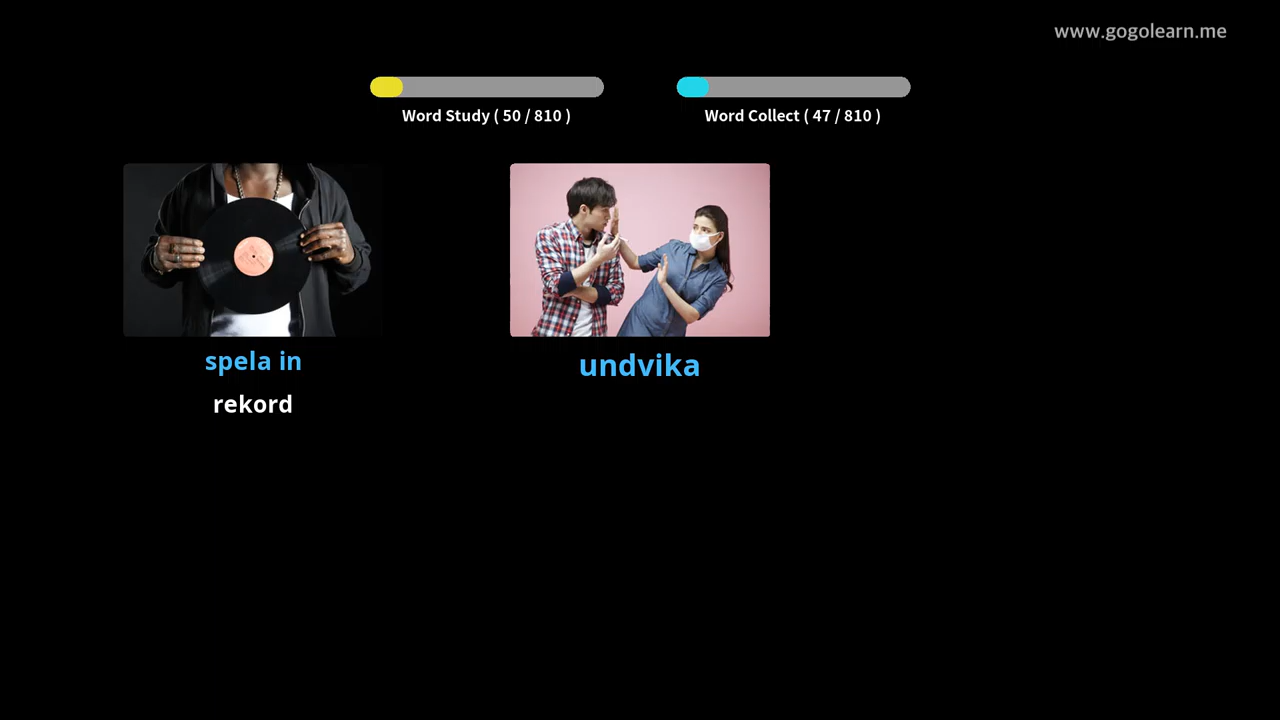 www.gogolearn.me
Word Study ( 50 / 810 )
Word Collect ( 47 / 810 )
spela in
rekord
undvika